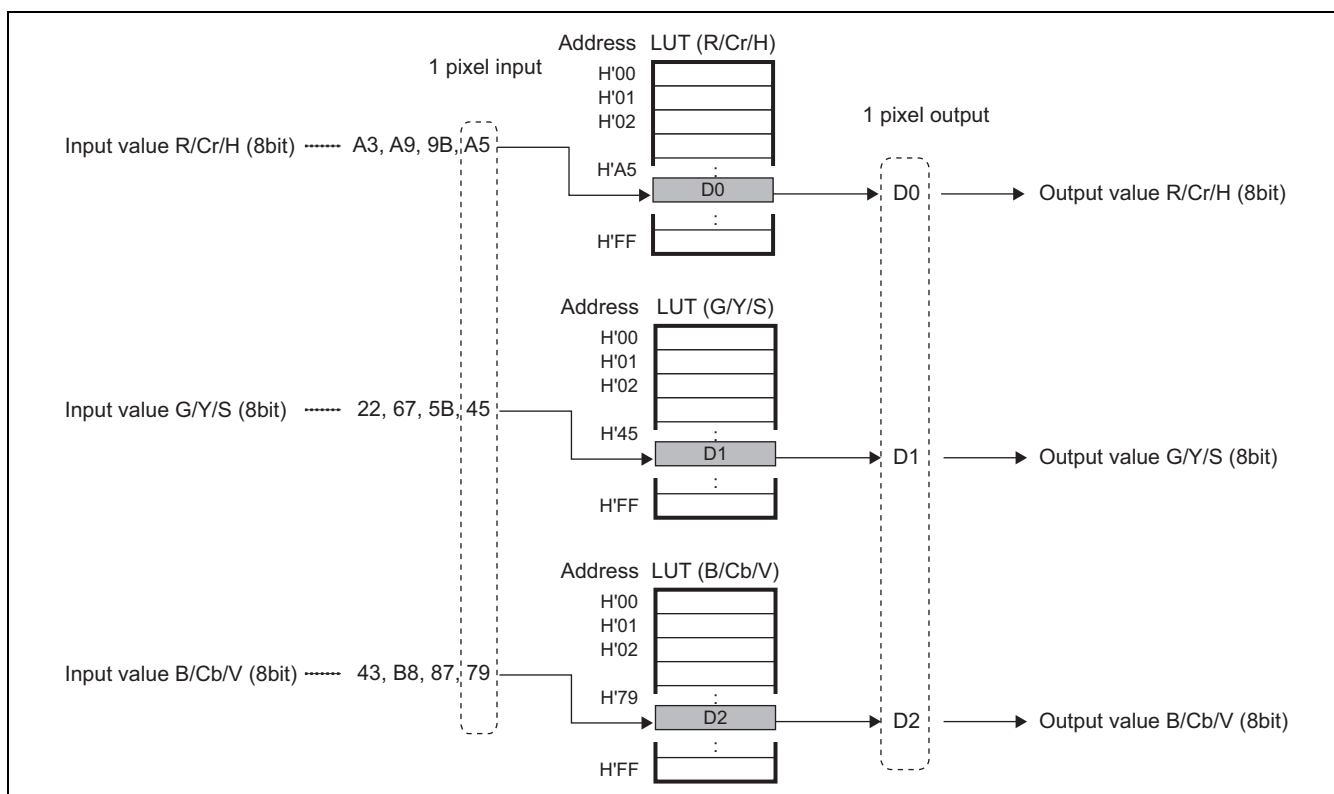 Address LUT (R/Cr/H)
1 pixel input
H'00
H'01
H'02
1 pixel output
Input value R/Cr/H (8bit) ······· A3, A9, 9B, A5
H'A5
:
D0
D0
Output value R/Cr/H (8bit)
:
H'FF
Address LUT (G/Y/S)
H'00
H'01
H'02
Input value G/Y/S (8bit) ······· 22, 67, 5B, 45
H'45
:
D1
D1
Output value G/Y/S (8bit)
:
H'FF
Address LUT (B/Cb/V)
H'00
H'01
H'02
Input value B/Cb/V (8bit) ······· 43, B8, 87, 79
H'79
:
D2
D2
Output value B/Cb/V (8bit)
:
H'FF